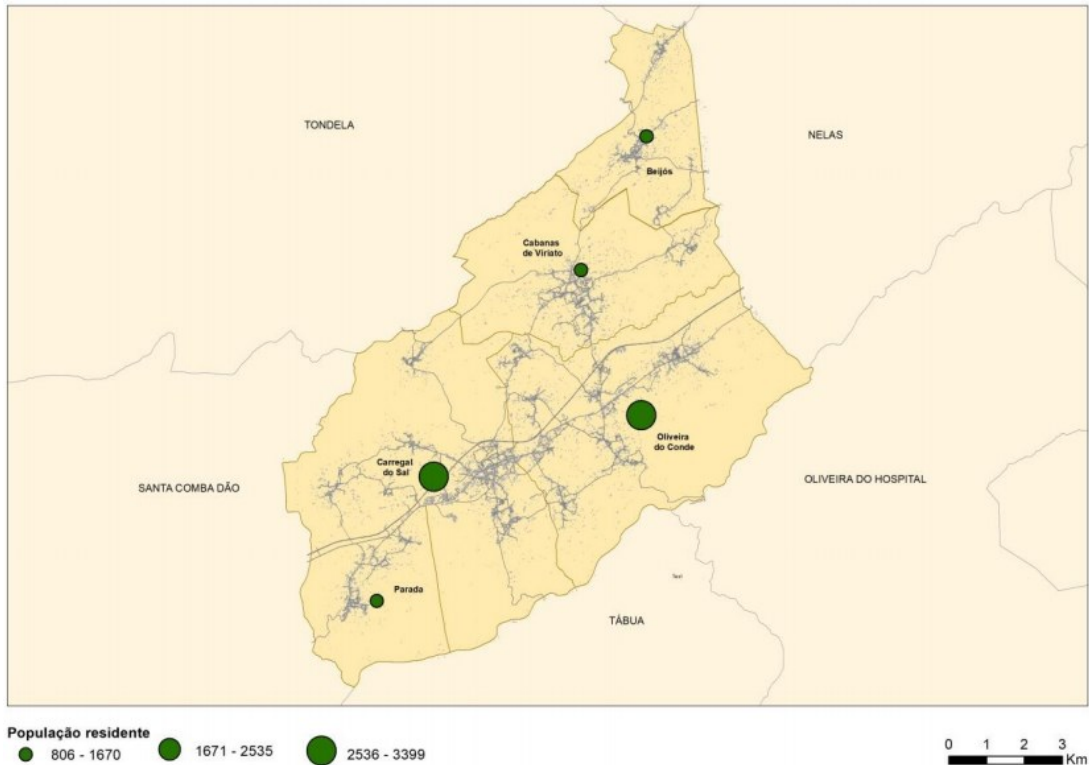 TONDELA
NELAS
Beijós
Cabanas
de Viriato
Oliveira
do Conde
Carregal
do Sal
SANTA COMBA DÃO
OLIVEIRA DO HOSPITAL
Text
Parada
TÁBUA
População residente
806 - 1670
1671 - 2535
2536 - 3399
0 1 2 3
Km